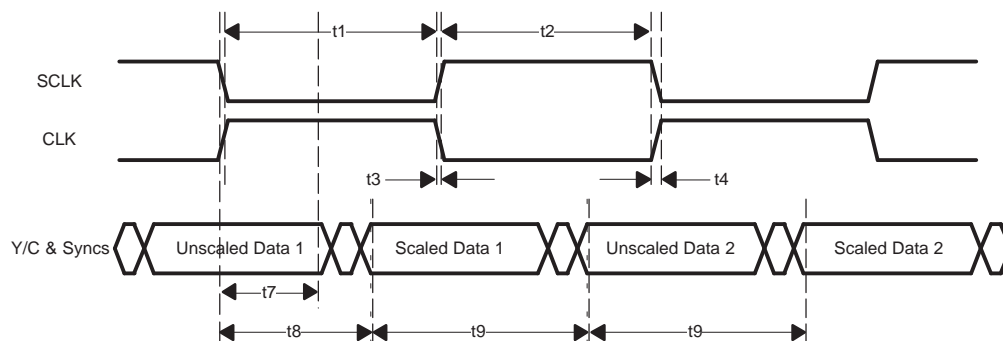 t1 t2
SCLK
CLK
t3 t4
Y/C & Syncs Unscaled Data 1 Scaled Data 1 Unscaled Data 2 Scaled Data 2
t7
t8 t9 t9